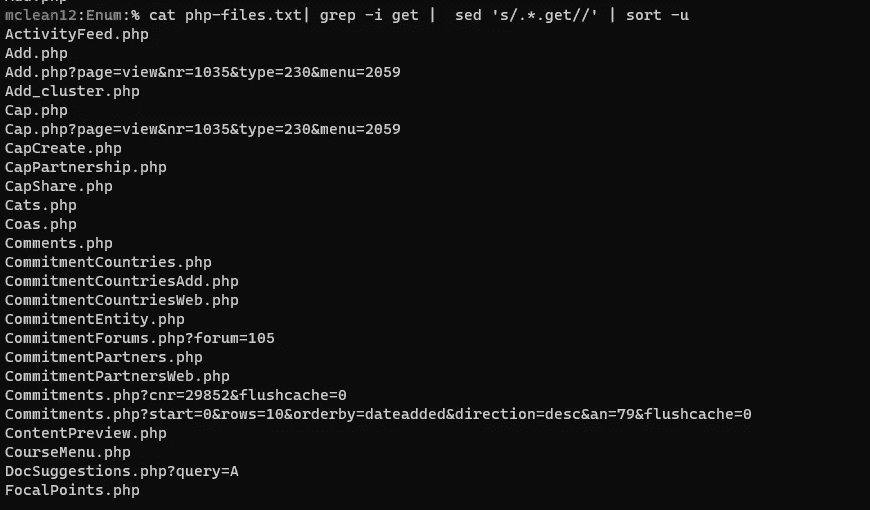 mclean12:Enum:% cat php-files.txt| grep -i get |  sed 's/.*.get//' | sort -u
ActivityFeed.php
Add.php
Add.php?page=view&nr=1035&type=230&menu=2059
Add_cluster.php
Cap.php
Cap.php?page=view&nr=1035&type=230&menu=2059
CapCreate.php
CapPartnership.php
CapShare.php
Cats.php
Coas.php
Comments.php
CommitmentCountries.php
CommitmentCountriesAdd.php
CommitmentCountriesWeb.php
CommitmentEntity.php
CommitmentForums.php?forum=105
CommitmentPartners.php
CommitmentPartnersWeb.php
Commitments.php?cnr=29852&flushcache=0
Commitments.php?start=0&rows=10&orderby=dateadded&direction=desc&an=79&flushcache=0
ContentPreview.php
CourseMenu.php
DocSuggestions.php?query=A
FocalPoints.php